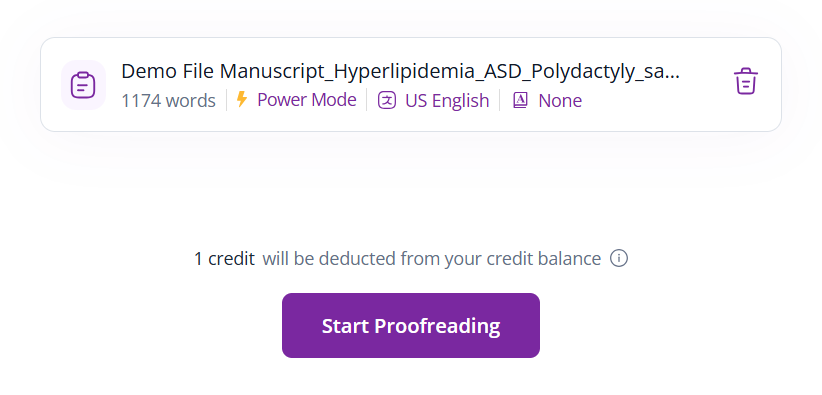 Demo File Manuscript_Hyperlipidemia_ASD_Polydactyly_sa...
1174 words Power Mode US English None
1 credit will be deducted from your credit balance
Start Proofreading